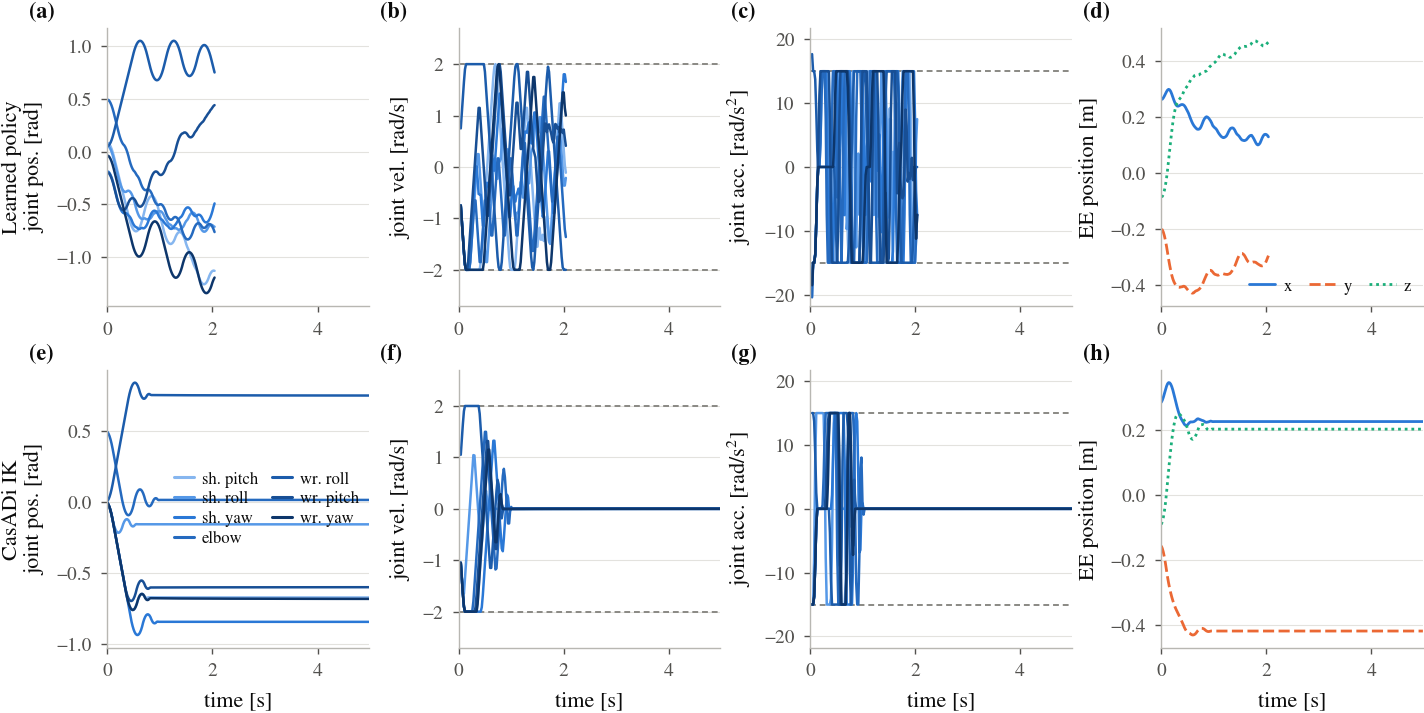 (a) (b) (c) (d)
Learned policy
joint pos. [rad]
1.0
0.5
0.0
−0.5
−1.0
0 2 4
joint vel. [rad/s]
2
1
0
−1
−2
0 2 4
joint acc. [rad/s²]
20
10
0
−10
−20
0 2 4
EE position [m]
0.4
0.2
0.0
−0.2
−0.4
x y z
0 2 4
(e) (f) (g) (h)
CasADi IK
joint pos. [rad]
0.5
0.0
−0.5
−1.0
sh. pitch wr. roll
sh. roll wr. pitch
sh. yaw wr. yaw
elbow
0 2 4
time [s]
joint vel. [rad/s]
2
1
0
−1
−2
0 2 4
time [s]
joint acc. [rad/s²]
20
10
0
−10
−20
0 2 4
time [s]
EE position [m]
0.2
0.0
−0.2
−0.4
0 2 4
time [s]